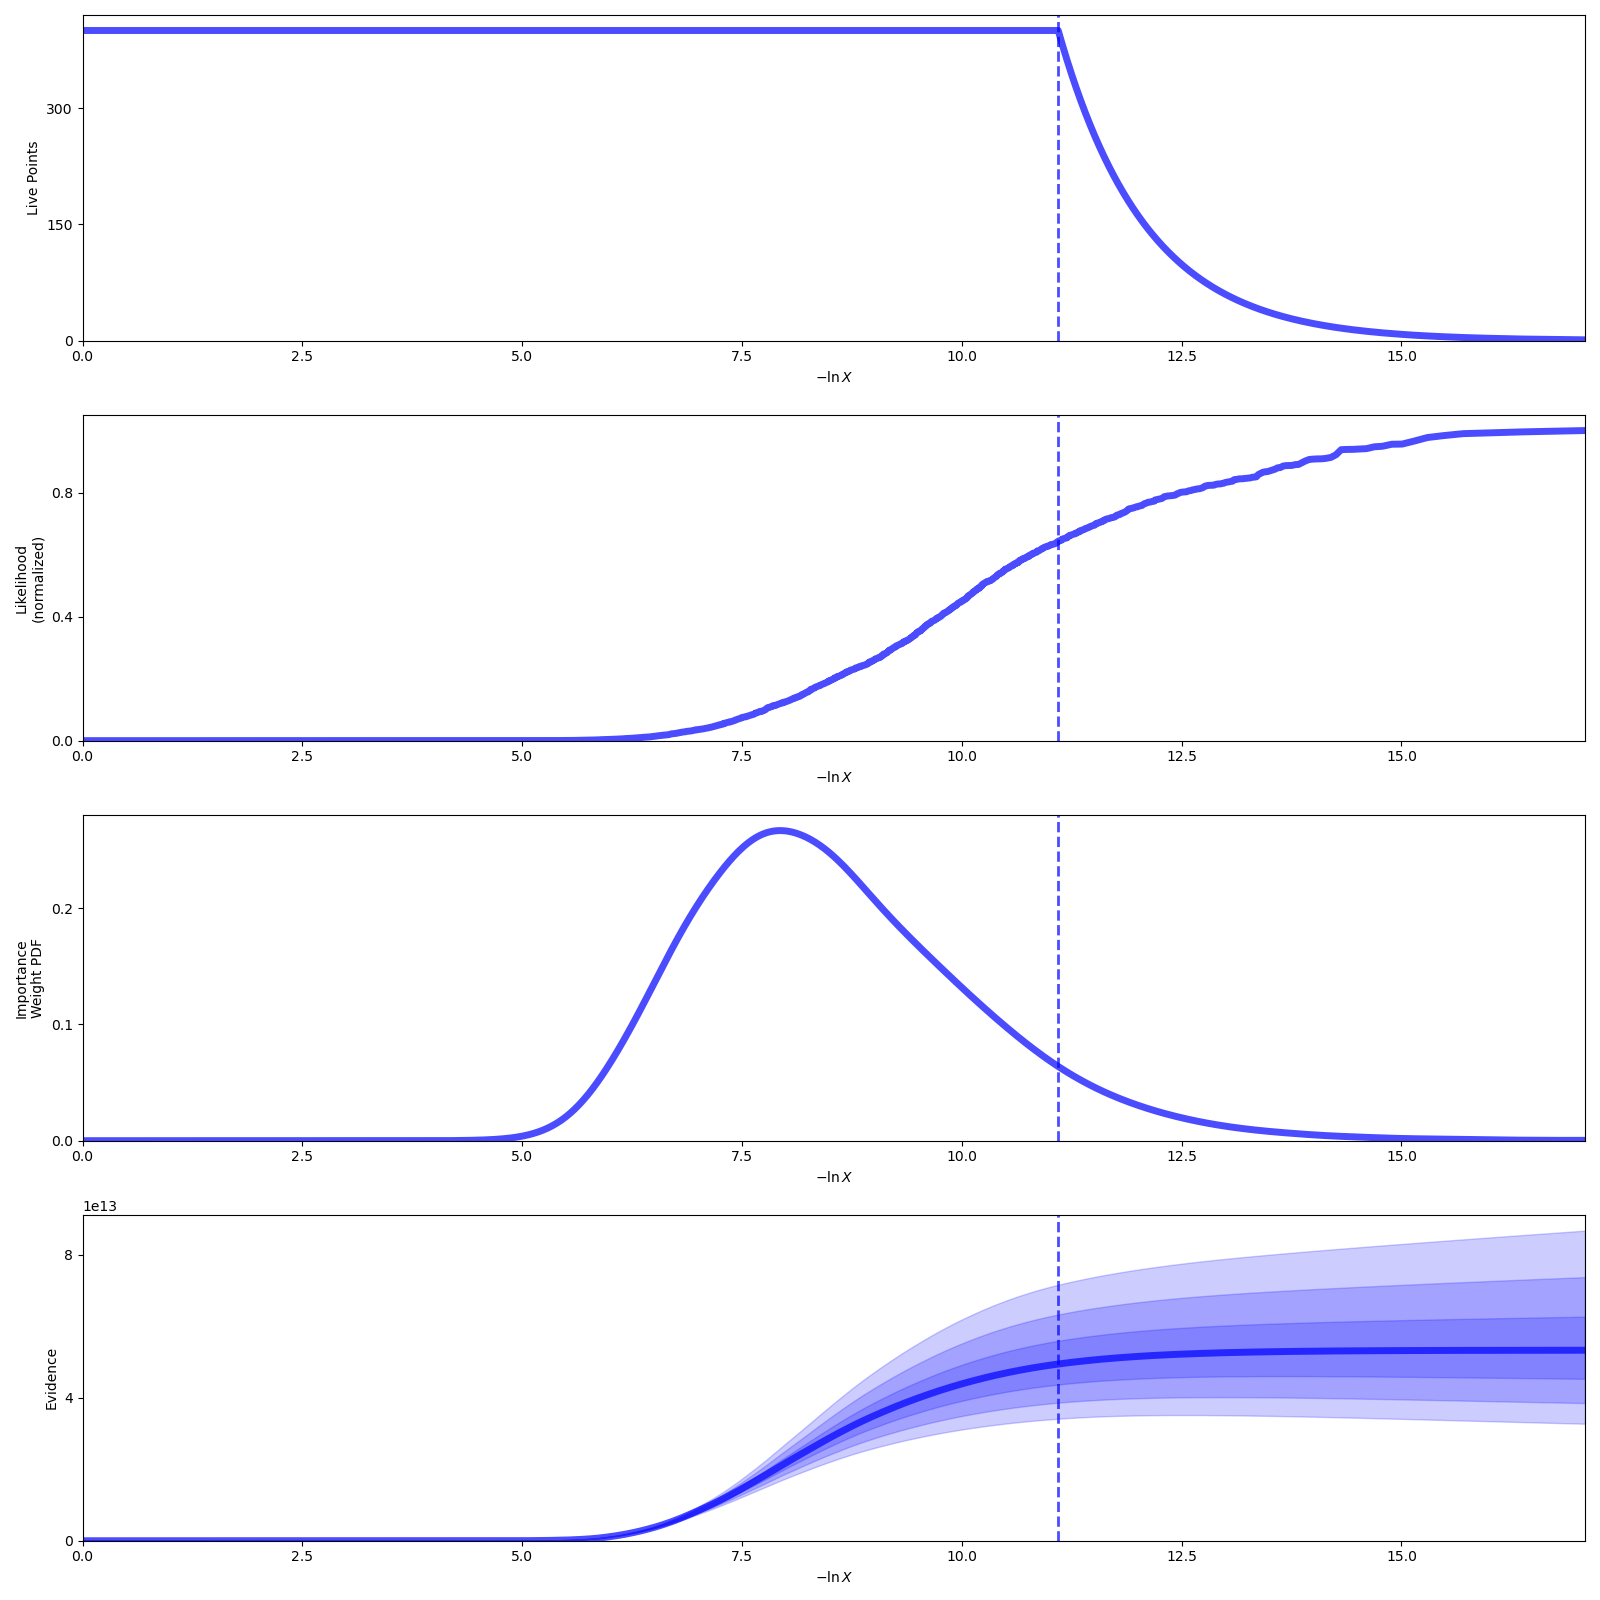 300
150
0
Live Points
0.0 2.5 5.0 7.5 10.0 12.5 15.0
−ln X
0.8
0.4
0.0
Likelihood
(normalized)
0.0 2.5 5.0 7.5 10.0 12.5 15.0
−ln X
0.2
0.1
0.0
Importance
Weight PDF
0.0 2.5 5.0 7.5 10.0 12.5 15.0
−ln X
1e13
8
4
0
Evidence
0.0 2.5 5.0 7.5 10.0 12.5 15.0
−ln X